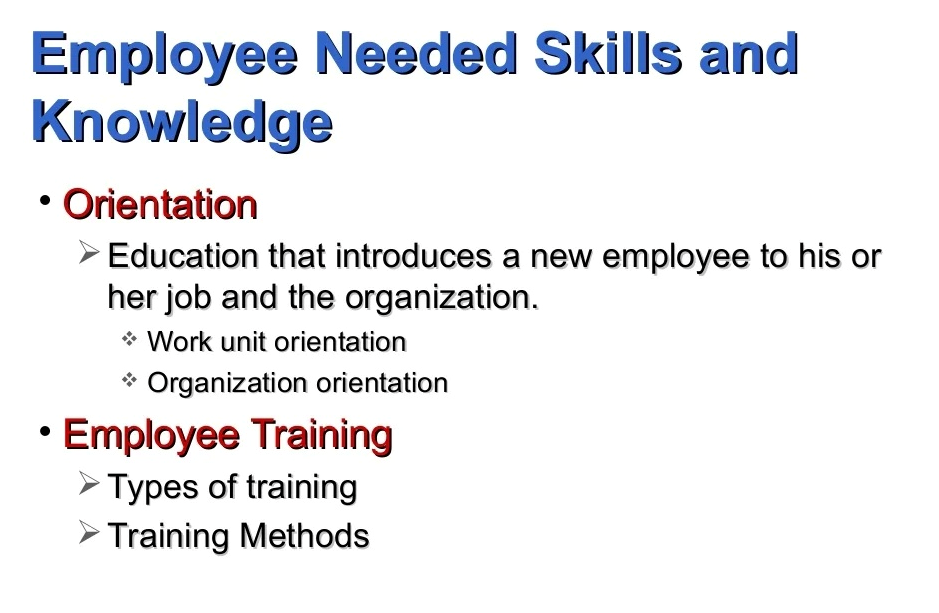 Employee Needed Skills and
Knowledge
• Orientation
➢ Education that introduces a new employee to his or
her job and the organization.
❖ Work unit orientation
❖ Organization orientation
• Employee Training
➢ Types of training
➢ Training Methods